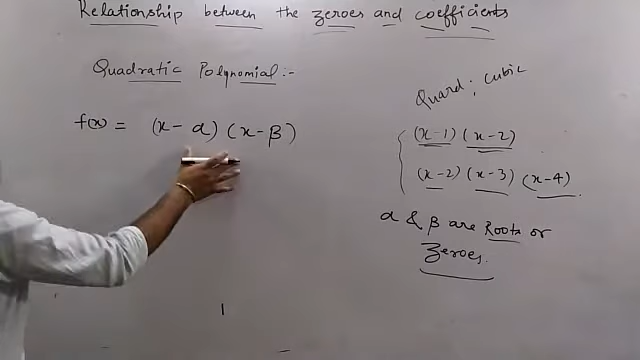 Relationship between the zeroes and coefficients
Quadratic Polynomial:-
f(x) = (x-α)(x-β)
Quard; Cubic
(x-1)(x-2)
(x-2)(x-3)(x-4)
α & β are Roots or
Zeroes.